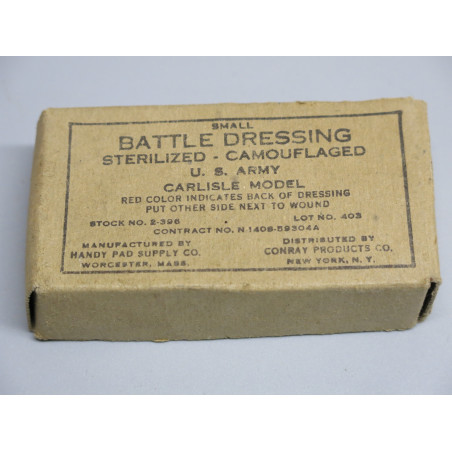 SMALL
BATTLE DRESSING
STERILIZED - CAMOUFLAGED
U. S. ARMY
CARLISLE MODEL
RED COLOR INDICATES BACK OF DRESSING
PUT OTHER SIDE NEXT TO WOUND
STOCK NO. 2-396 LOT NO. 403
CONTRACT NO. N 1406-59304A
MANUFACTURED BY DISTRIBUTED BY
HANDY PAD SUPPLY CO. CONRAY PRODUCTS CO.
WORCESTER, MASS. NEW YORK, N. Y.